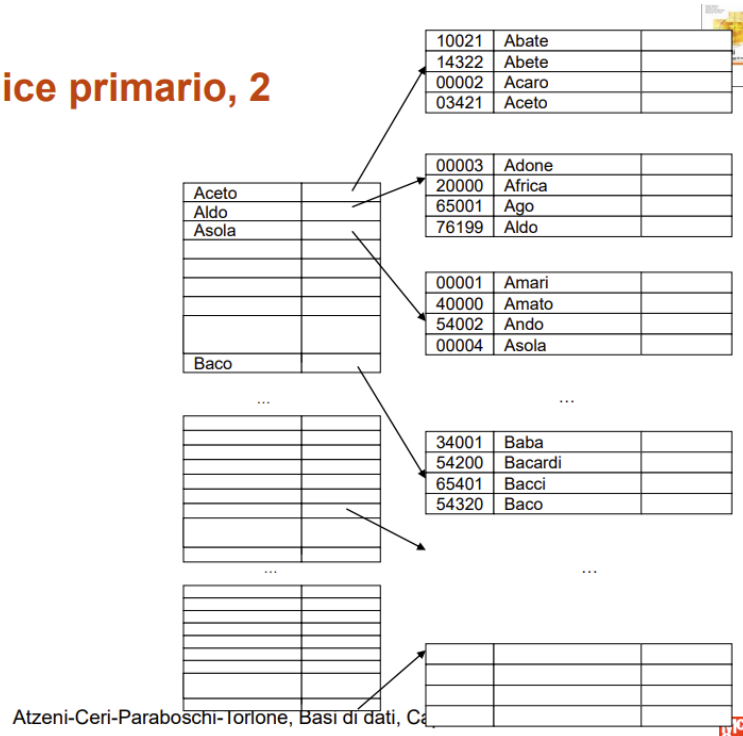 ice primario, 2
Aceto
Aldo
Asola
Baco
...
...
10021 Abate
14322 Abete
00002 Acaro
03421 Aceto
00003 Adone
20000 Africa
65001 Ago
76199 Aldo
00001 Amari
40000 Amato
54002 Ando
00004 Asola
...
34001 Baba
54200 Bacardi
65401 Bacci
54320 Baco
...
Atzeni-Ceri-Paraboschi-Torlone, Basi di dati, Ca